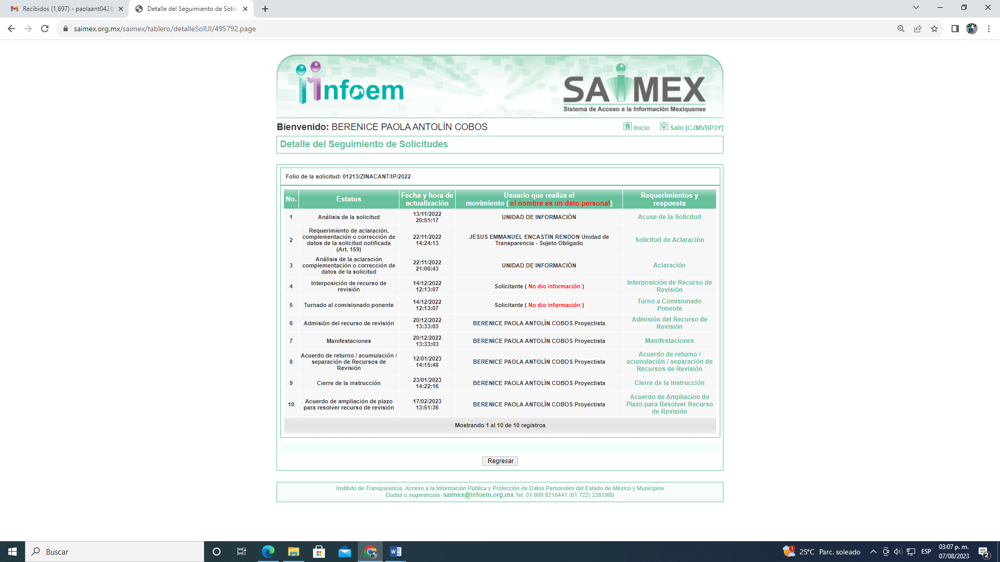 Recibidos (1,697) - paolaant042@
Detalle del Seguimiento de Solici
saimex.org.mx/saimex/tablero/detalleSolUI/495792.page
infoem
SAIMEX
Sistema de Acceso a la Información Mexiquense
Bienvenido: BERENICE PAOLA ANTOLÍN COBOS
Inicio
Salir [CJMVBP3Y]
Detalle del Seguimiento de Solicitudes
Folio de la solicitud: 01213/ZINACANT/IP/2022
No.
Estatus
Fecha y hora de
actualización
Usuario que realiza el
movimiento ( el nombre es un dato personal)
Requerimientos y
respuesta
1
Análisis de la solicitud
13/11/2022
20:51:17
UNIDAD DE INFORMACIÓN
Acuse de la Solicitud
2
Requerimiento de aclaración,
complementación o corrección de
datos de la solicitud notificada
(Art. 159)
22/11/2022
14:24:13
JESUS EMMANUEL ENCASTIN RENDON Unidad de
Transparencia - Sujeto Obligado
Solicitud de Aclaración
3
Análisis de la aclaración
complementación o corrección de
datos de la solicitud
22/11/2022
21:06:43
UNIDAD DE INFORMACIÓN
Aclaración
4
Interposición de recurso de
revisión
14/12/2022
12:13:07
Solicitante ( No dio información )
Interposición de Recurso de
Revisión
5
Turnado al comisionado ponente
14/12/2022
12:13:07
Solicitante ( No dio información )
Turno a Comisionado
Ponente
6
Admisión del recurso de revisión
20/12/2022
13:33:03
BERENICE PAOLA ANTOLÍN COBOS Proyectista
Admisión del Recurso de
Revisión
7
Manifestaciones
20/12/2022
13:33:03
BERENICE PAOLA ANTOLÍN COBOS Proyectista
Manifestaciones
8
Acuerdo de returno / acumulación /
separación de Recursos de
Revisión
12/01/2023
14:15:48
BERENICE PAOLA ANTOLÍN COBOS Proyectista
Acuerdo de returno /
acumulación / separación de
Recursos de Revisión
9
Cierre de la instrucción
23/01/2023
14:22:16
BERENICE PAOLA ANTOLÍN COBOS Proyectista
Cierre de la Instrucción
10
Acuerdo de ampliación de plazo
para resolver recurso de revisión
17/02/2023
13:51:36
BERENICE PAOLA ANTOLÍN COBOS Proyectista
Acuerdo de Ampliacion de
Plazo para Resolver Recurso
de Revisión
Mostrando 1 al 10 de 10 registros
Regresar
Instituto de Transparencia, Acceso a la Información Pública y Protección de Datos Personales del Estado de México y Municipios
Dudas o sugerencias: saimex@infoem.org.mx Tel. 01 800 8210441 (01 722) 2261980
Buscar
1
25°C Parc. soleado
ESP
03:07 p. m.
07/08/2023
2